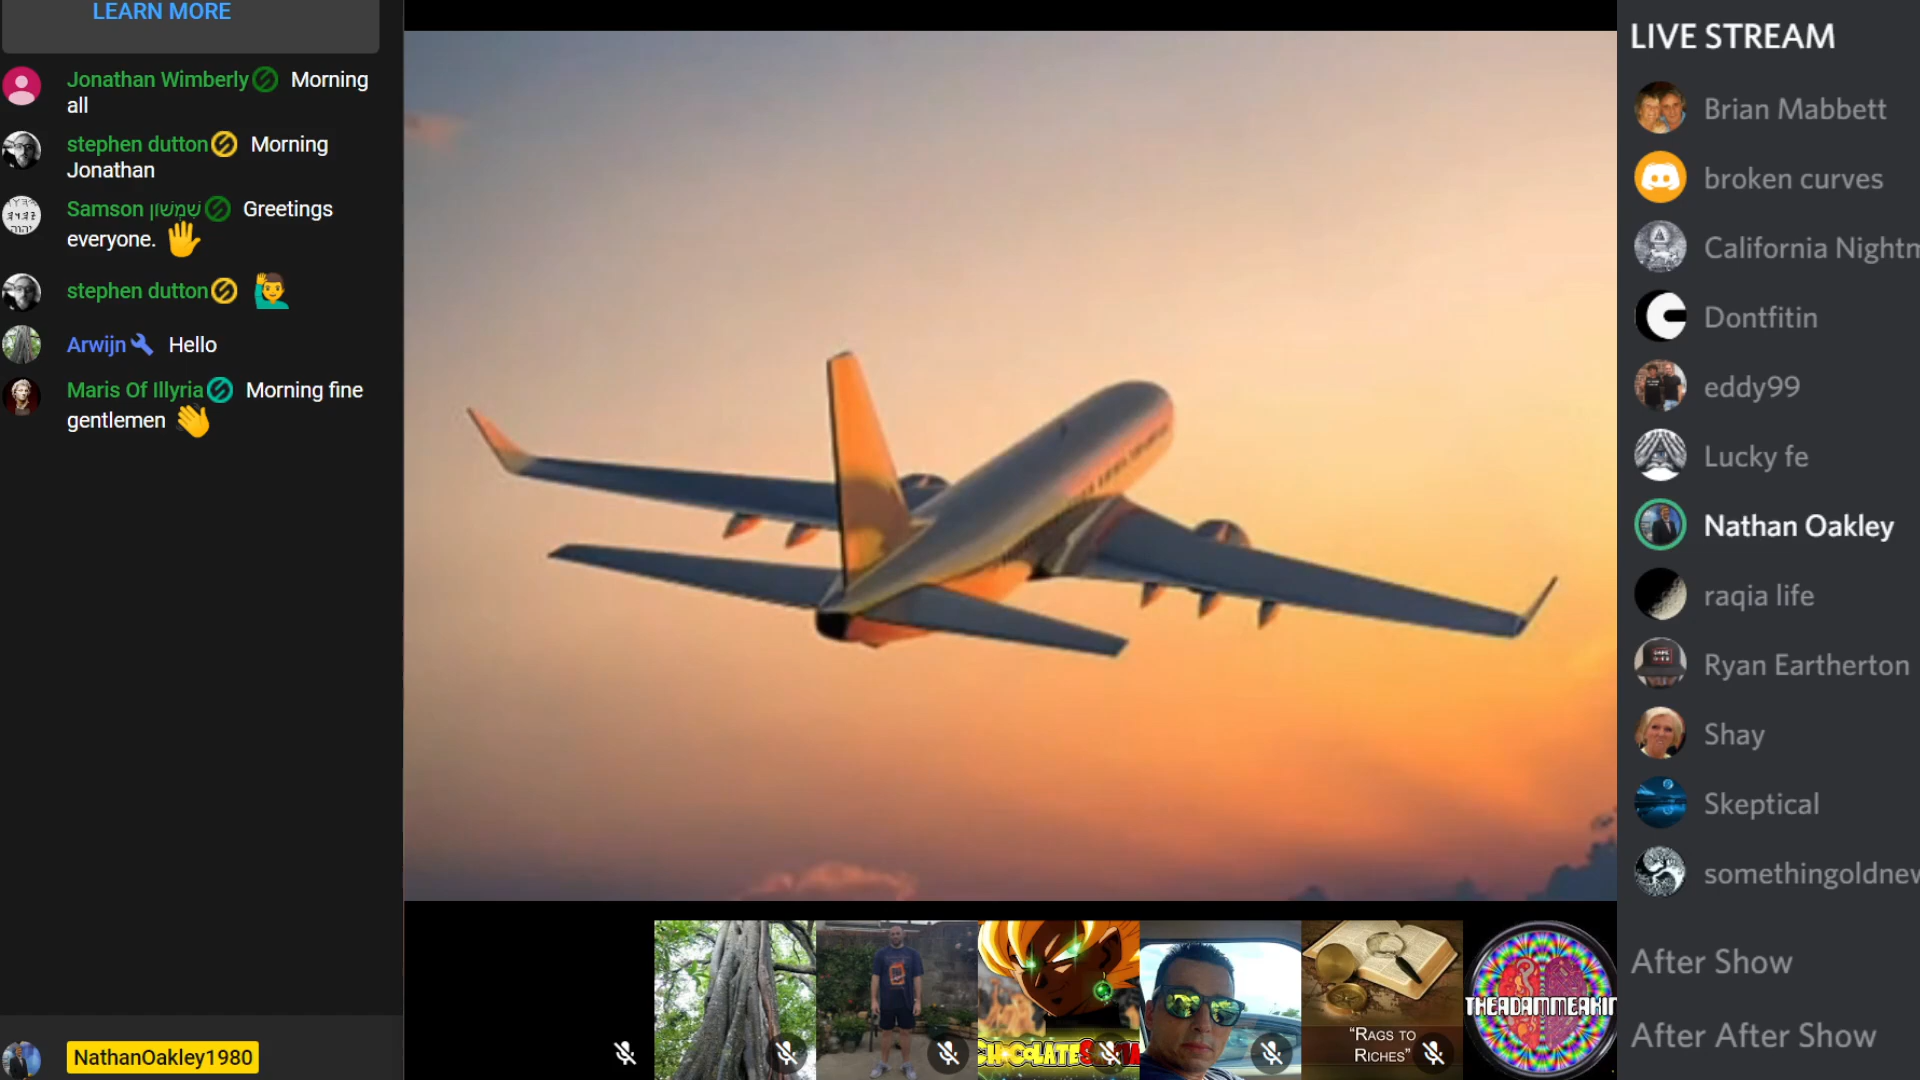 LEARN MORE
Jonathan Wimberly Morning
all
stephen dutton Morning
Jonathan
Samson שִׁמְשׁוֹן Greetings
everyone.
stephen dutton
Arwijn Hello
Maris Of Illyria Morning fine
gentlemen
NathanOakley1980
"RAGS TO
RICHES"
THEADAMMEAKIN
LIVE STREAM
Brian Mabbett
broken curves
California Nightm
Dontfitin
eddy99
Lucky fe
Nathan Oakley
raqia life
Ryan Eartherton
Shay
Skeptical
somethingoldnew
After Show
After After Show